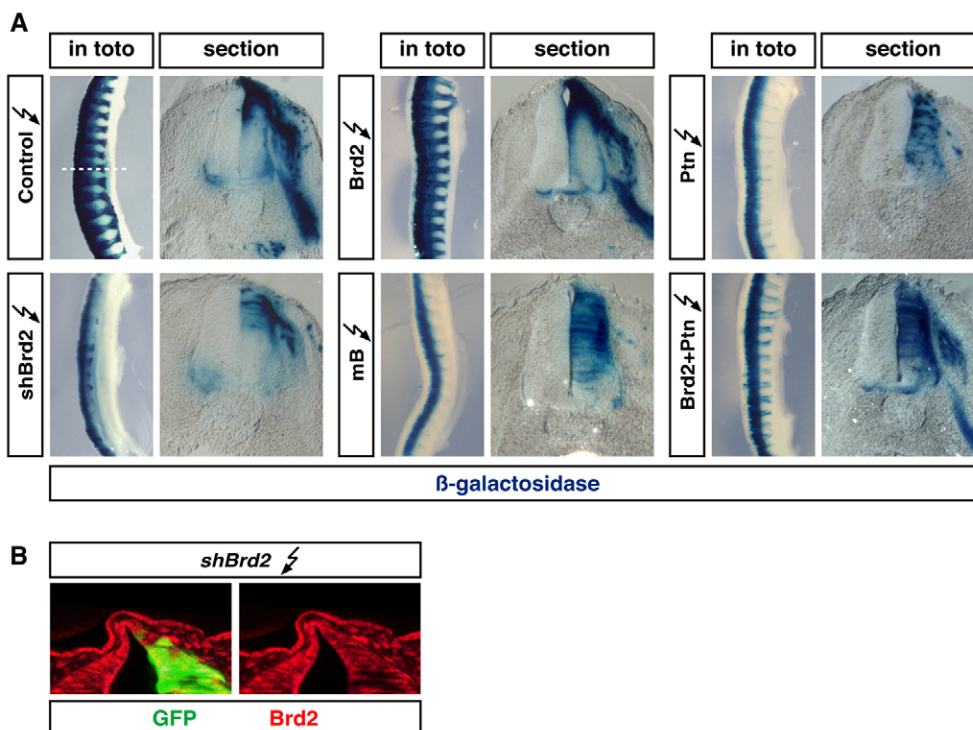 A
in toto
section
in toto
section
in toto
section
Control
Brd2
Ptn
shBrd2
mB
Brd2+Ptn
ß-galactosidase
B
shBrd2
GFP Brd2